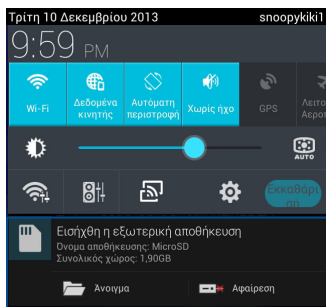 Τρίτη 10 Δεκεμβρίου 2013 snoopykiki1
9:59 PM
Wi-Fi Δεδομένα κινητής Αυτόματη περιστροφή Χωρίς ήχο GPS Λειτο Αερο
AUTO
Εκκαθάρι
ση
Εισήχθη η εξωτερική αποθήκευση
Όνομα αποθήκευσης: MicroSD
Συνολικός χώρος: 1,90GB
Άνοιγμα Αφαίρεση